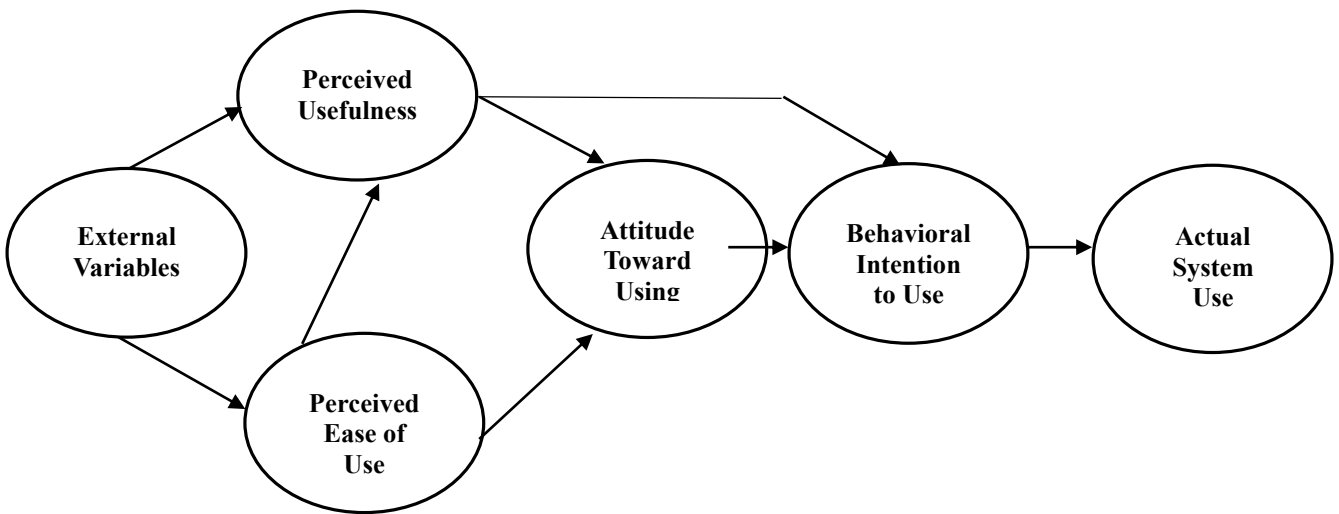 Perceived
Usefulness
External
Variables
Attitude
Toward
Using
Behavioral
Intention
to Use
Actual
System
Use
Perceived
Ease of
Use